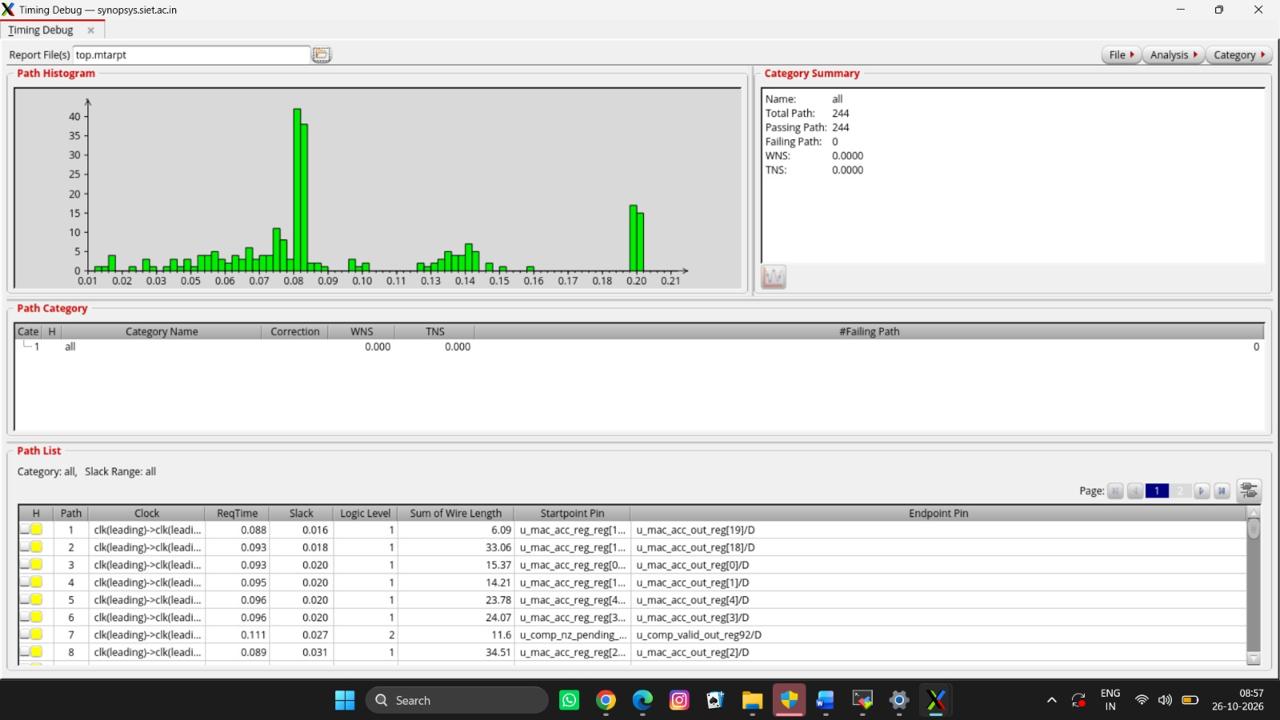 Timing Debug — synopsys.siet.ac.in
Timing Debug
Report File(s) top.mtarpt File Analysis Category
Path Histogram
40
35
30
25
20
15
10
5
0
0.01 0.02 0.03 0.05 0.06 0.07 0.08 0.09 0.10 0.11 0.13 0.14 0.15 0.16 0.17 0.18 0.20 0.21
Category Summary
Name: all
Total Path: 244
Passing Path: 244
Failing Path: 0
WNS: 0.0000
TNS: 0.0000
Path Category
Cate H Category Name Correction WNS TNS #Failing Path
1 all 0.000 0.000 0
Path List
Category: all, Slack Range: all
Page: 1 2
H Path Clock ReqTime Slack Logic Level Sum of Wire Length Startpoint Pin Endpoint Pin
1 clk(leading)->clk(leadi... 0.088 0.016 1 6.09 u_mac_acc_reg_reg[1... u_mac_acc_out_reg[19]/D
2 clk(leading)->clk(leadi... 0.093 0.018 1 33.06 u_mac_acc_reg_reg[1... u_mac_acc_out_reg[18]/D
3 clk(leading)->clk(leadi... 0.093 0.020 1 15.37 u_mac_acc_reg_reg[0... u_mac_acc_out_reg[0]/D
4 clk(leading)->clk(leadi... 0.095 0.020 1 14.21 u_mac_acc_reg_reg[1... u_mac_acc_out_reg[1]/D
5 clk(leading)->clk(leadi... 0.096 0.020 1 23.78 u_mac_acc_reg_reg[4... u_mac_acc_out_reg[4]/D
6 clk(leading)->clk(leadi... 0.096 0.020 1 24.07 u_mac_acc_reg_reg[3... u_mac_acc_out_reg[3]/D
7 clk(leading)->clk(leadi... 0.111 0.027 2 11.6 u_comp_nz_pending_... u_comp_valid_out_reg92/D
8 clk(leading)->clk(leadi... 0.089 0.031 1 34.51 u_mac_acc_reg_reg[2... u_mac_acc_out_reg[2]/D
Search
ENG
IN
08:57
26-10-2026